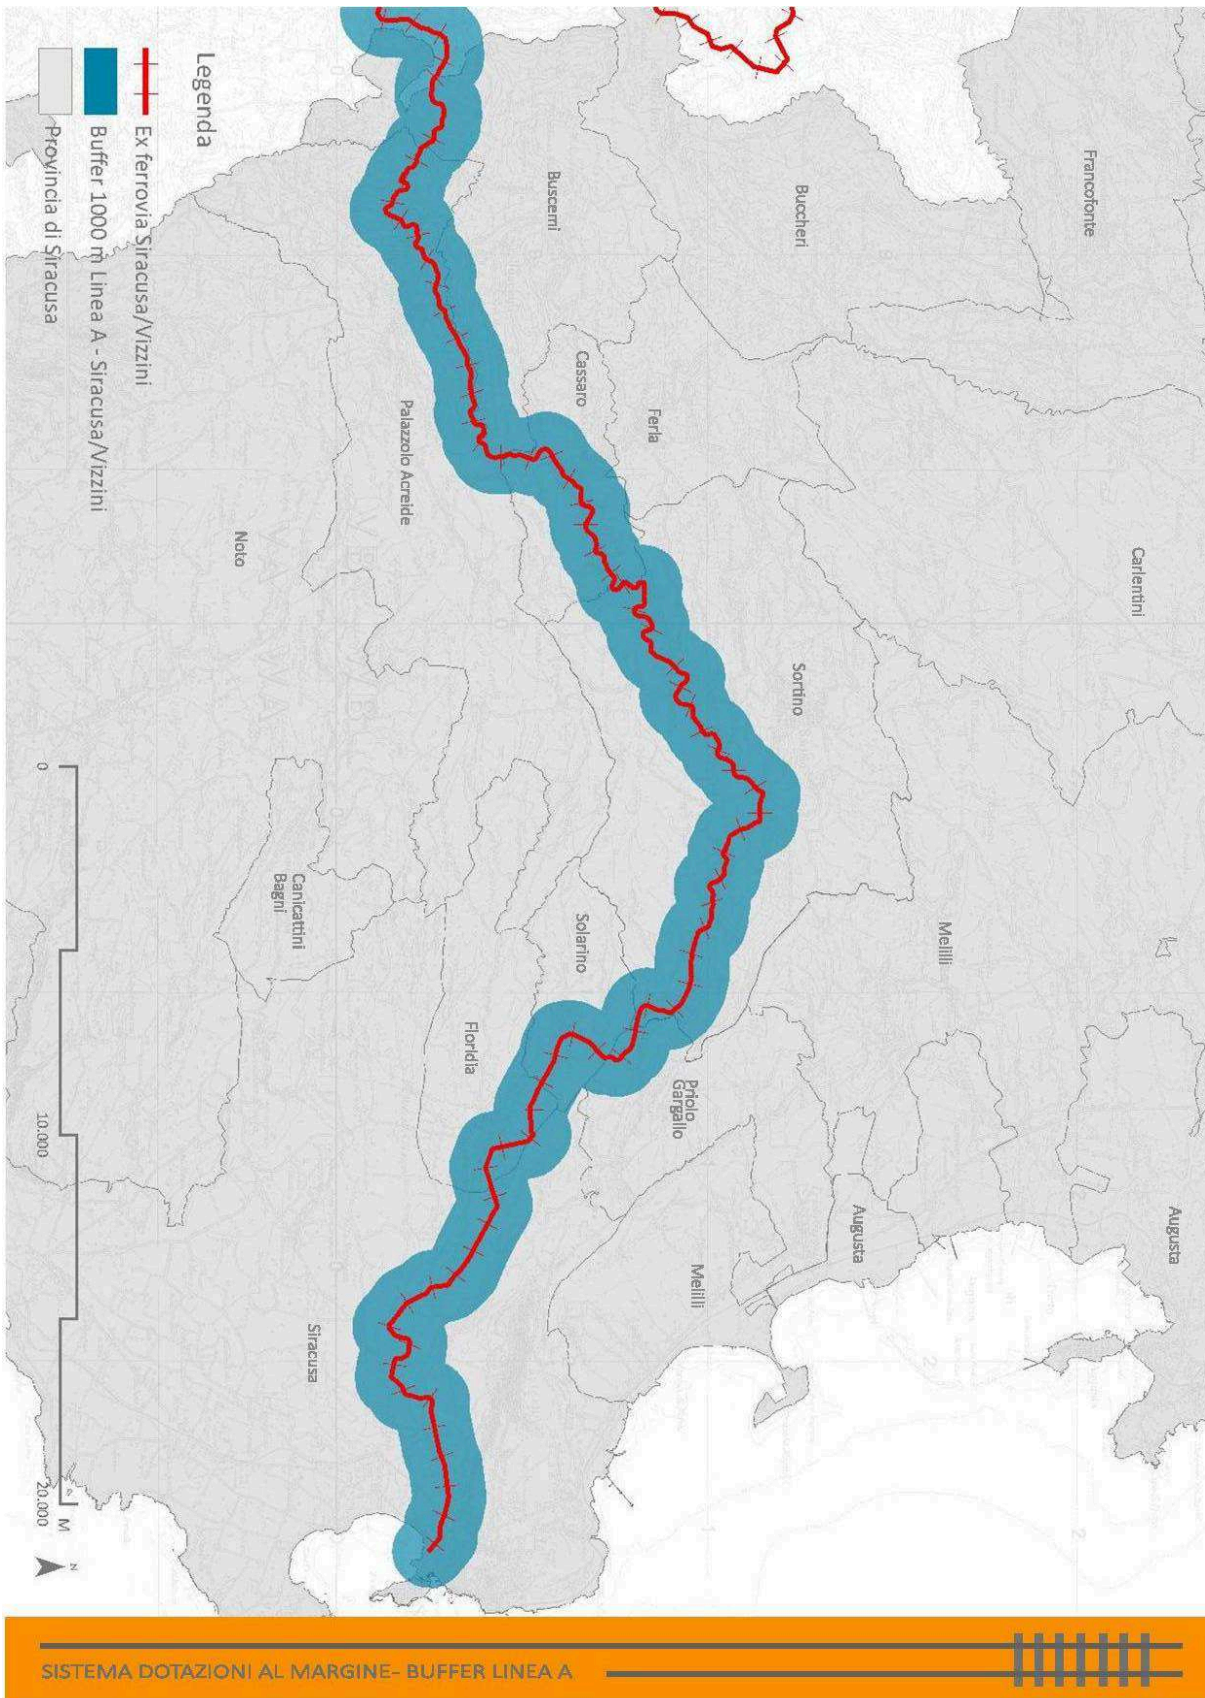 Legenda
Ex ferrovia Siracusa/Vizzini
Buffer 1000 m Linea A - Siracusa/Vizzini
Provincia di Siracusa
Francofonte
Buccheri
Buscemi
Cassaro
Ferla
Palazzolo Acreide
Noto
Carlentini
Sortino
Melilli
Solarino
Canicattini
Bagni
Floridia
Priolo
Gargallo
Augusta
Augusta
Melilli
Siracusa
0
10.000
20.000
M
N
SISTEMA DOTAZIONI AL MARGINE- BUFFER LINEA A